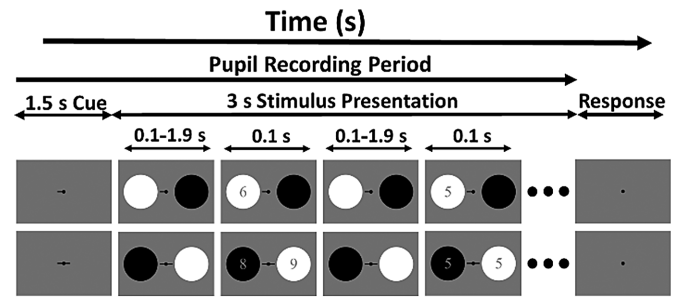 Time (s)
Pupil Recording Period
1.5 s Cue 3 s Stimulus Presentation Response
0.1-1.9 s 0.1 s 0.1-1.9 s 0.1 s
6 5
8 9 5 5